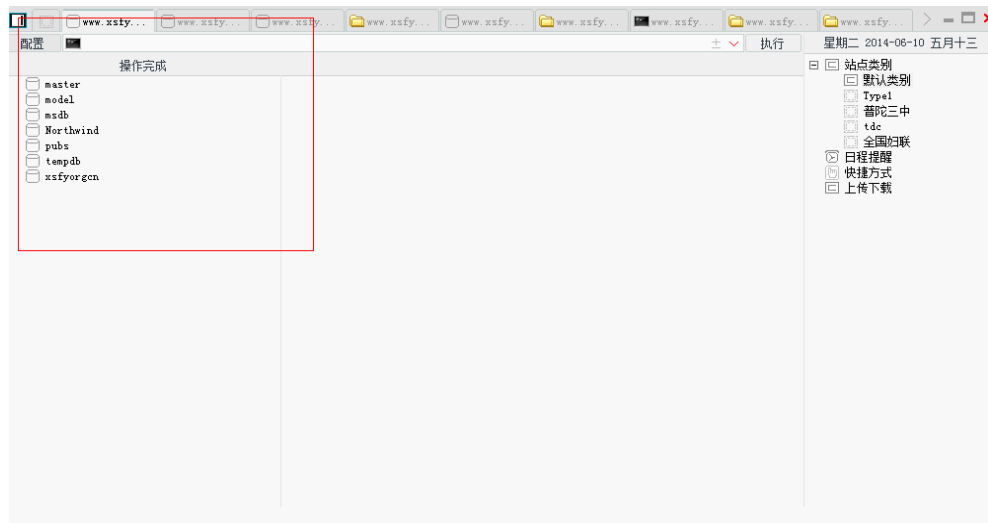 www.xsfy... www.xsfy... www.xsfy... www.xsfy... www.xsfy... www.xsfy... www.xsfy... www.xsfy... www.xsfy...
配置 执行 星期二 2014-06-10 五月十三
操作完成
master
model
msdb
Northwind
pubs
tempdb
xsfyorgcn
站点类别
默认类别
Type1
普陀三中
tdc
全国妇联
日程提醒
快捷方式
上传下载